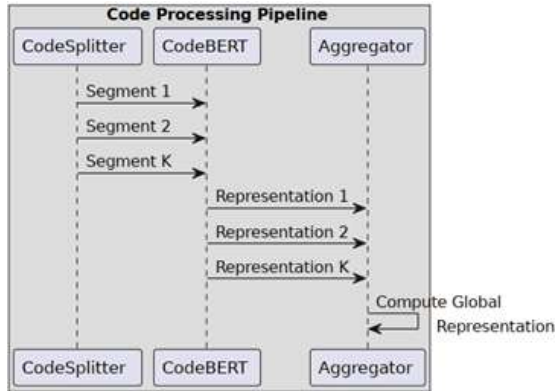 Code Processing Pipeline
CodeSplitter CodeBERT Aggregator
Segment 1
Segment 2
Segment K
Representation 1
Representation 2
Representation K
Compute Global
Representation
CodeSplitter CodeBERT Aggregator